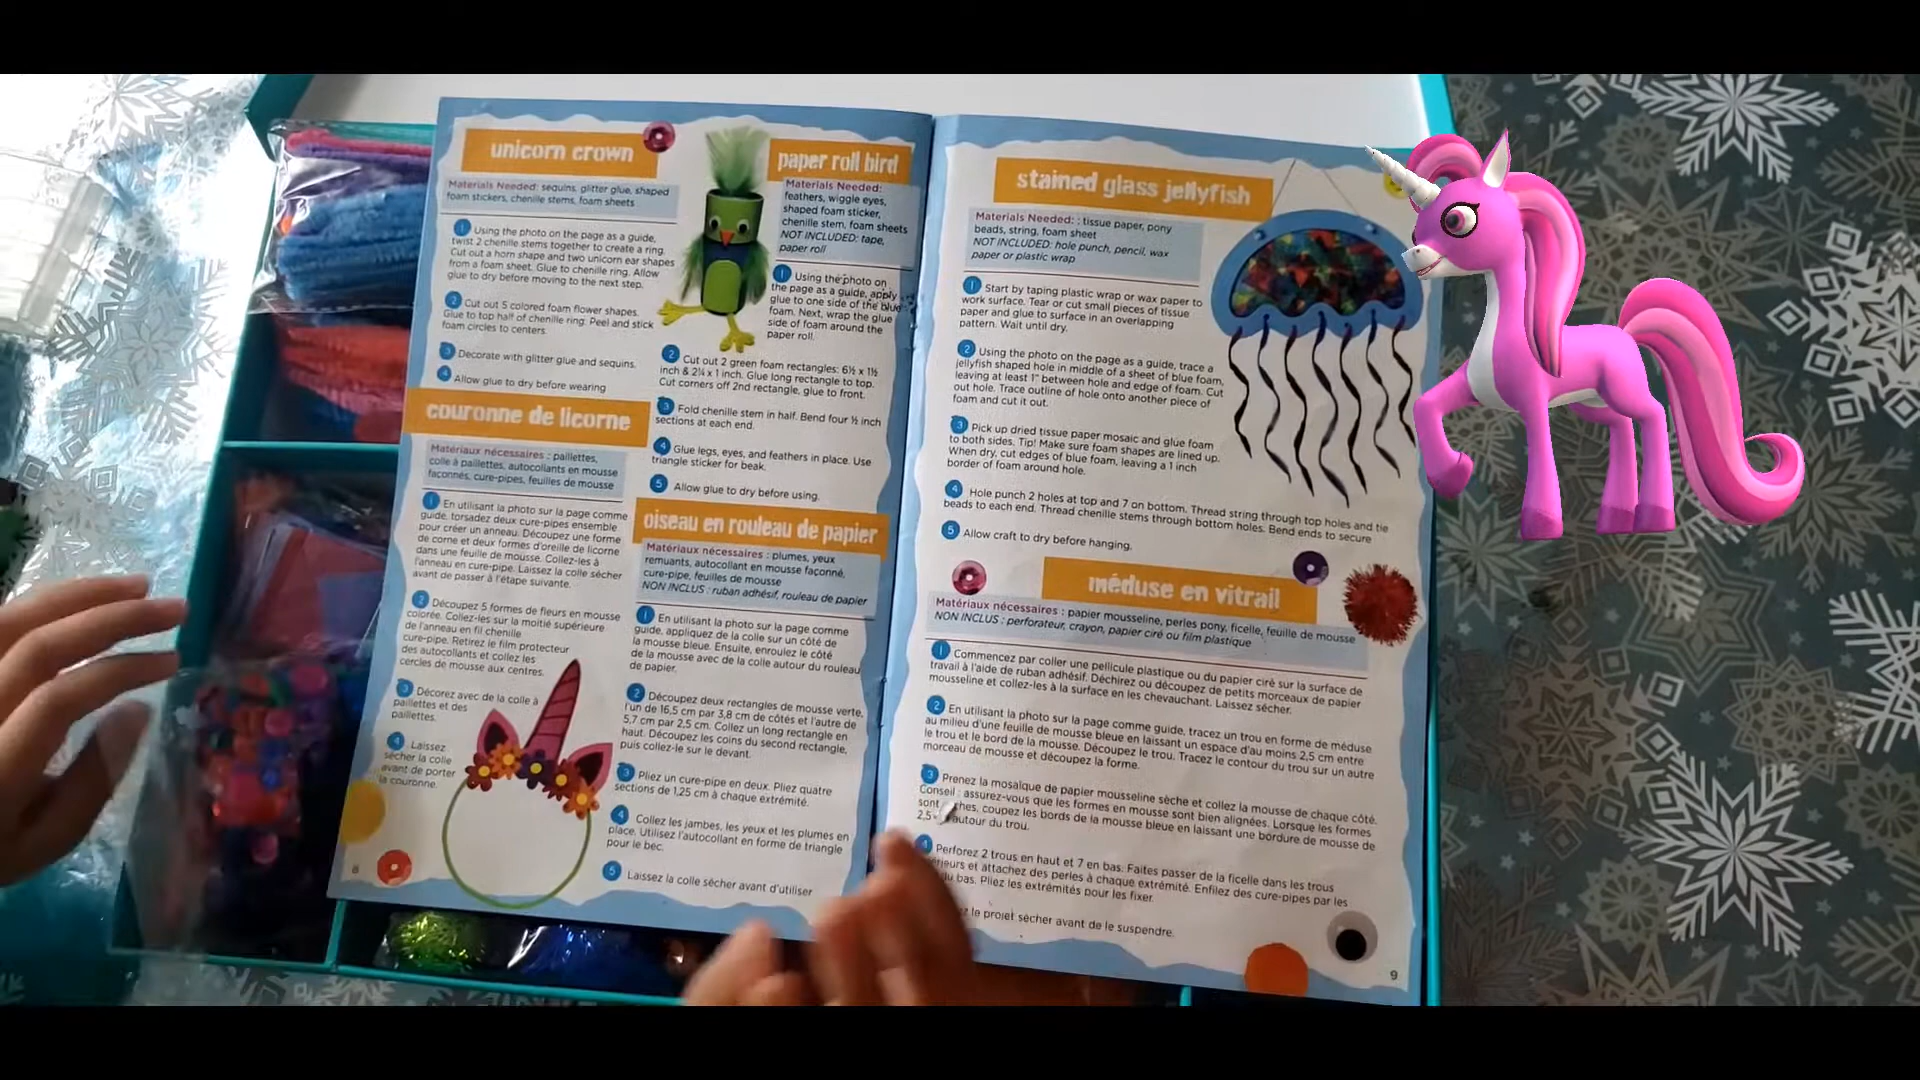 unicorn crown
Materials Needed: sequins, glitter glue, shaped
foam stickers, chenille stems, foam sheets
1 Using the photo on the page as a guide,
twist 2 chenille stems together to create a ring.
Cut out a horn shape and two unicorn ear shapes
from a foam sheet. Glue to chenille ring. Allow
glue to dry before moving to the next step.
2 Cut out 5 colored foam flower shapes.
Glue to top half of chenille ring. Peel and stick
foam circles to centers.
3 Decorate with glitter glue and sequins.
4 Allow glue to dry before wearing
couronne de licorne
Matériaux nécessaires : paillettes,
colle à paillettes, autocollants en mousse
façonnés, cure-pipes, feuilles de mousse
1 En utilisant la photo sur la page comme
guide, torsadez deux cure-pipes ensemble
pour créer un anneau. Découpez une forme
de corne et deux formes d'oreille de licorne
dans une feuille de mousse. Collez-les à
l'anneau en cure-pipe. Laissez la colle sécher
avant de passer à l'étape suivante.
2 Découpez 5 formes de fleurs en mousse
colorée. Collez-les sur la moitié supérieure
de l'anneau en fil chenille
cure-pipe. Retirez le film protecteur
des autocollants et collez les
cercles de mousse aux centres.
3 Décorez avec de la colle à
paillettes et des
paillettes.
4 Laissez
sécher la colle
avant de porter
la couronne.
8
paper roll bird
Materials Needed:
feathers, wiggle eyes,
shaped foam sticker,
chenille stem, foam sheets
NOT INCLUDED: tape,
paper roll
1 Using the photo on
the page as a guide, apply
glue to one side of the blue
foam. Next, wrap the glue
side of foam around the
paper roll.
2 Cut out 2 green foam rectangles: 6½ x 1½
inch & 2¼ x 1 inch. Glue long rectangle to top.
Cut corners off 2nd rectangle, glue to front.
3 Fold chenille stem in half. Bend four ½ inch
sections at each end.
4 Glue legs, eyes, and feathers in place. Use
triangle sticker for beak.
5 Allow glue to dry before using.
oiseau en rouleau de papier
Matériaux nécessaires : plumes, yeux
remuants, autocollant en mousse façonné,
cure-pipe, feuilles de mousse
NON INCLUS : ruban adhésif, rouleau de papier
1 En utilisant la photo sur la page comme
guide, appliquez de la colle sur un côté de
la mousse bleue. Ensuite, enroulez le côté
de la mousse avec de la colle autour du rouleau
de papier.
2 Découpez deux rectangles de mousse verte,
l'un de 16,5 cm par 3,8 cm de côtés et l'autre de
5,7 cm par 2,5 cm. Collez un long rectangle en
haut. Découpez les coins du second rectangle,
puis collez-le sur le devant.
3 Pliez un cure-pipe en deux. Pliez quatre
sections de 1,25 cm à chaque extrémité.
4 Collez les jambes, les yeux et les plumes en
place. Utilisez l'autocollant en forme de triangle
pour le bec.
5 Laissez la colle sécher avant d'utiliser
stained glass jellyfish
Materials Needed: : tissue paper, pony
beads, string, foam sheet
NOT INCLUDED: hole punch, pencil, wax
paper or plastic wrap
1 Start by taping plastic wrap or wax paper to
work surface. Tear or cut small pieces of tissue
paper and glue to surface in an overlapping
pattern. Wait until dry.
2 Using the photo on the page as a guide, trace a
jellyfish shaped hole in middle of a sheet of blue foam,
leaving at least 1" between hole and edge of foam. Cut
out hole. Trace outline of hole onto another piece of
foam and cut it out.
3 Pick up dried tissue paper mosaic and glue foam
to both sides. Tip! Make sure foam shapes are lined up.
When dry, cut edges of blue foam, leaving a 1 inch
border of foam around hole.
4 Hole punch 2 holes at top and 7 on bottom. Thread string through top holes and tie
beads to each end. Thread chenille stems through bottom holes. Bend ends to secure
5 Allow craft to dry before hanging.
méduse en vitrail
Matériaux nécessaires : papier mousseline, perles pony, ficelle, feuille de mousse
NON INCLUS : perforateur, crayon, papier ciré ou film plastique
1 Commencez par coller une pellicule plastique ou du papier ciré sur la surface de
travail à l'aide de ruban adhésif. Déchirez ou découpez de petits morceaux de papier
mousseline et collez-les à la surface en les chevauchant. Laissez sécher.
2 En utilisant la photo sur la page comme guide, tracez un trou en forme de méduse
au milieu d'une feuille de mousse bleue en laissant un espace d'au moins 2,5 cm entre
le trou et le bord de la mousse. Découpez le trou. Tracez le contour du trou sur un autre
morceau de mousse et découpez la forme.
3 Prenez la mosaïque de papier mousseline sèche et collez la mousse de chaque côté.
Conseil : assurez-vous que les formes en mousse sont bien alignées. Lorsque les formes
sont coupez les bords de la mousse bleue en laissant une bordure de mousse de
2,5 autour du trou.
4 Perforez 2 trous en haut et 7 en bas. Faites passer de la ficelle dans les trous
et attachez des perles à chaque extrémité. Enfilez des cure-pipes par les
du bas. Pliez les extrémités pour les fixer.
le projet sécher avant de le suspendre.
9